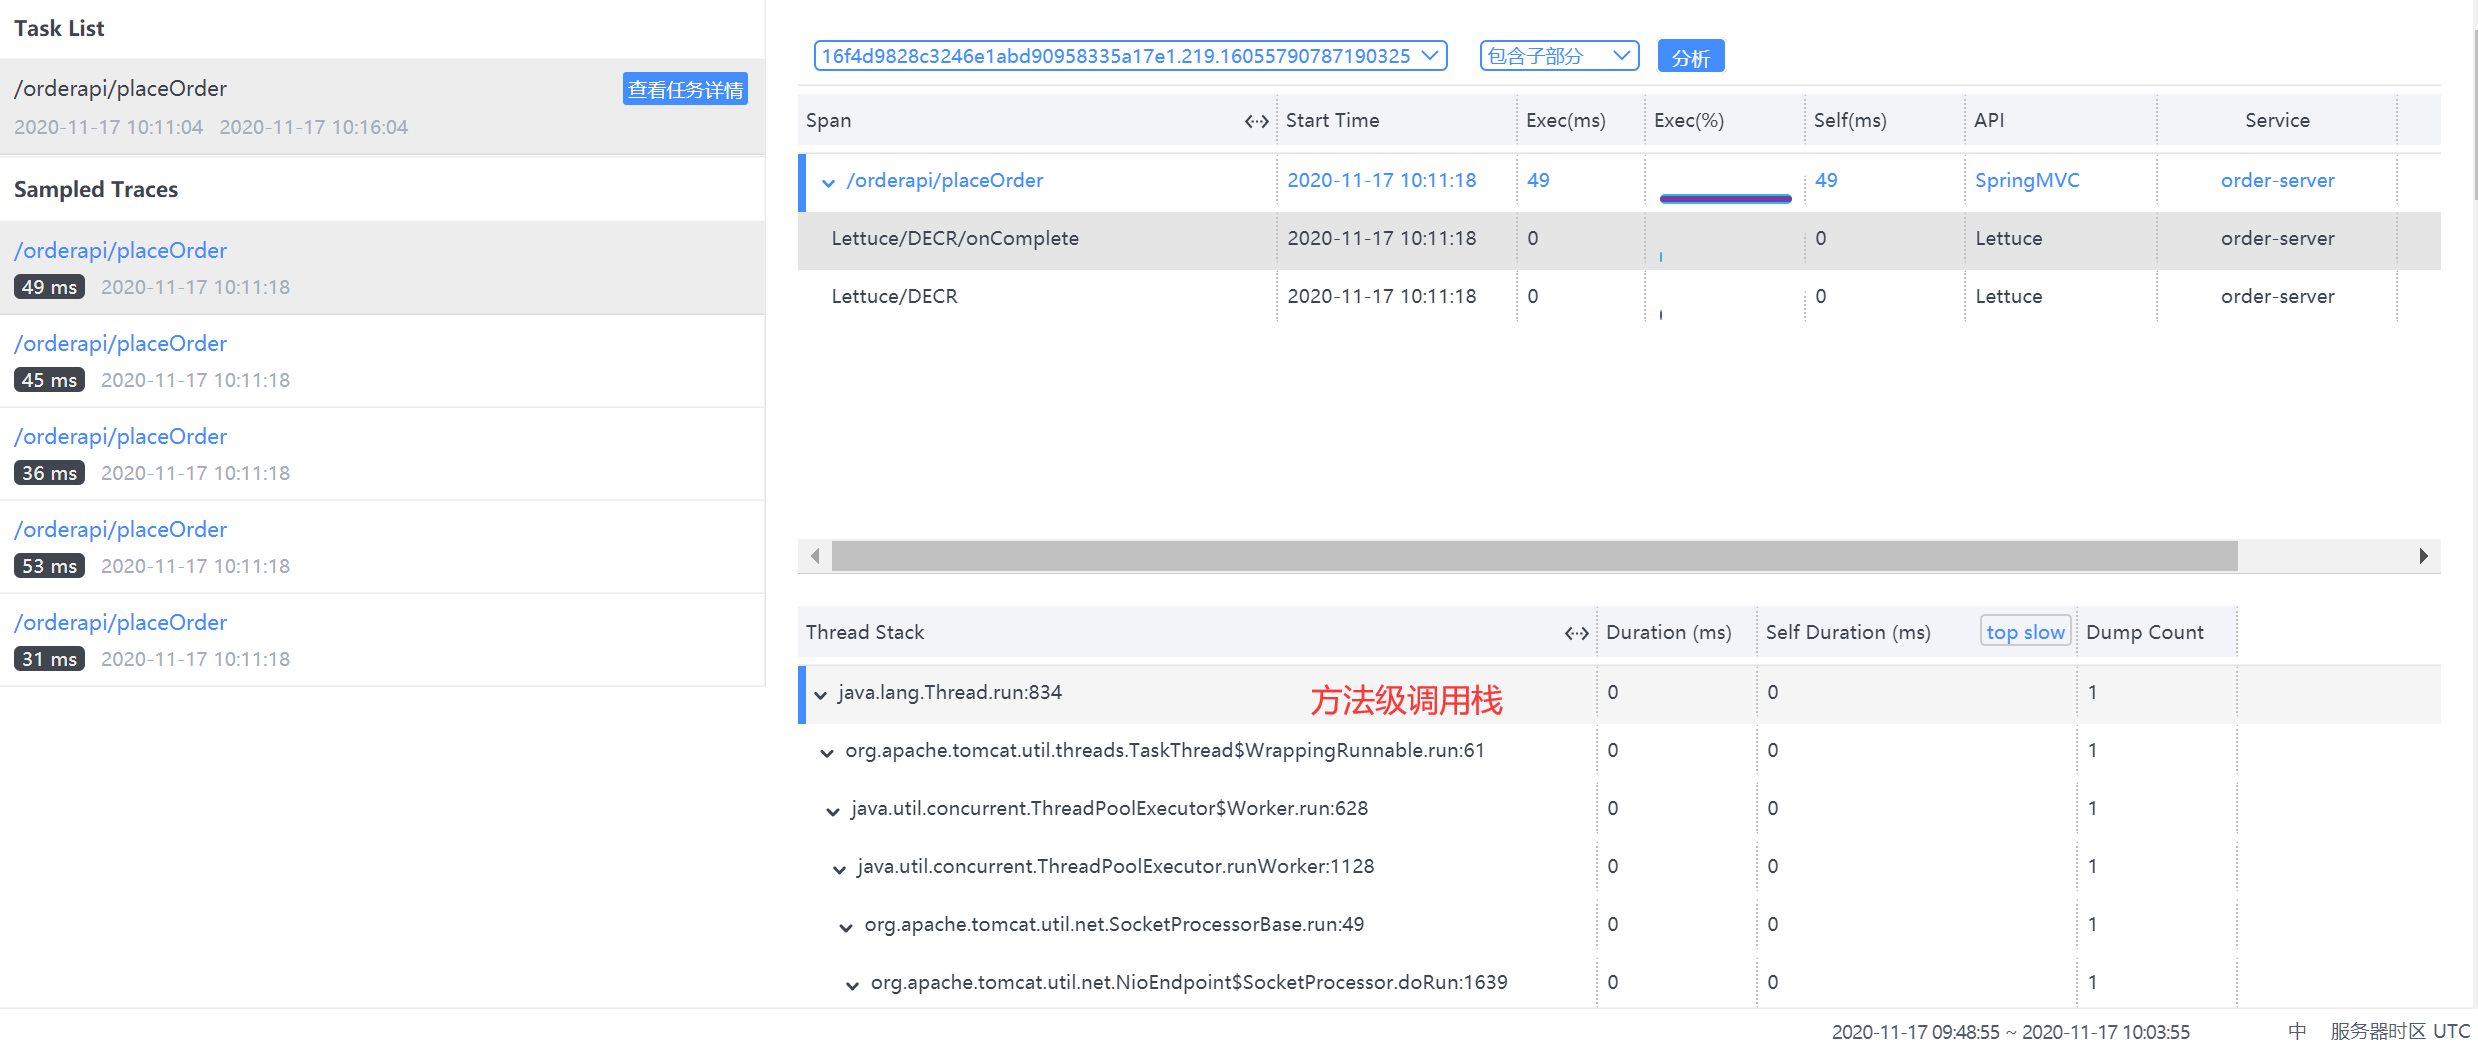 Task List
/orderapi/placeOrder
查看任务详情
2020-11-17 10:11:04 2020-11-17 10:16:04
Sampled Traces
/orderapi/placeOrder
49 ms 2020-11-17 10:11:18
/orderapi/placeOrder
45 ms 2020-11-17 10:11:18
/orderapi/placeOrder
36 ms 2020-11-17 10:11:18
/orderapi/placeOrder
53 ms 2020-11-17 10:11:18
/orderapi/placeOrder
31 ms 2020-11-17 10:11:18
16f4d9828c3246e1abd90958335a17e1.219.16055790787190325 包含子部分 分析
Span Start Time Exec(ms) Exec(%) Self(ms) API Service
/orderapi/placeOrder 2020-11-17 10:11:18 49 49 SpringMVC order-server
Lettuce/DECR/onComplete 2020-11-17 10:11:18 0 0 Lettuce order-server
Lettuce/DECR 2020-11-17 10:11:18 0 0 Lettuce order-server
Thread Stack Duration (ms) Self Duration (ms) top slow Dump Count
java.lang.Thread.run:834 方法级调用栈 0 0 1
org.apache.tomcat.util.threads.TaskThread$WrappingRunnable.run:61 0 0 1
java.util.concurrent.ThreadPoolExecutor$Worker.run:628 0 0 1
java.util.concurrent.ThreadPoolExecutor.runWorker:1128 0 0 1
org.apache.tomcat.util.net.SocketProcessorBase.run:49 0 0 1
org.apache.tomcat.util.net.NioEndpoint$SocketProcessor.doRun:1639 0 0 1
2020-11-17 09:48:55 ~ 2020-11-17 10:03:55 中 服务器时区 UTC